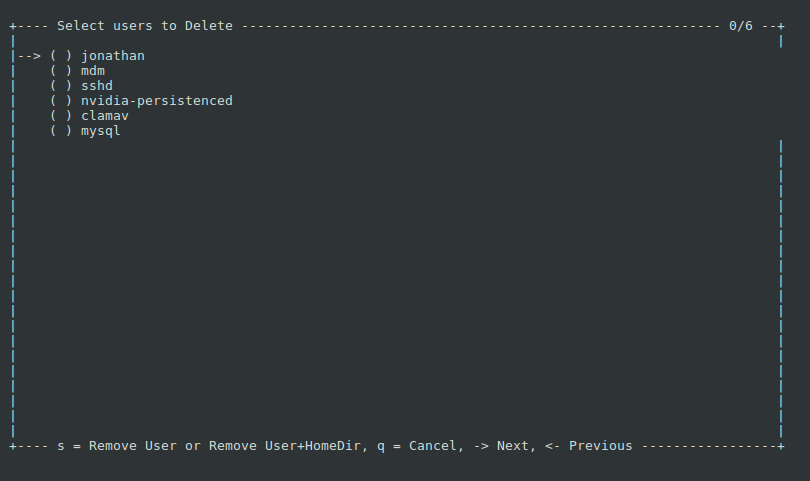 +---- Select users to Delete ------------------------------------------------------------ 0/6 --+
--> ( ) jonathan
( ) mdm
( ) sshd
( ) nvidia-persistenced
( ) clamav
( ) mysql
+---- s = Remove User or Remove User+HomeDir, q = Cancel, -> Next, <- Previous -----------------+